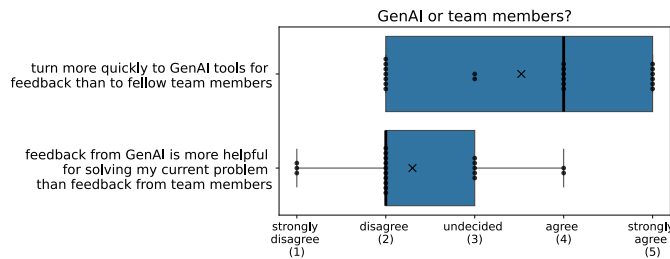 GenAI or team members?
turn more quickly to GenAI tools for
feedback than to fellow team members
feedback from GenAI is more helpful
for solving my current problem
than feedback from team members
strongly
disagree
(1)
disagree
(2)
undecided
(3)
agree
(4)
strongly
agree
(5)